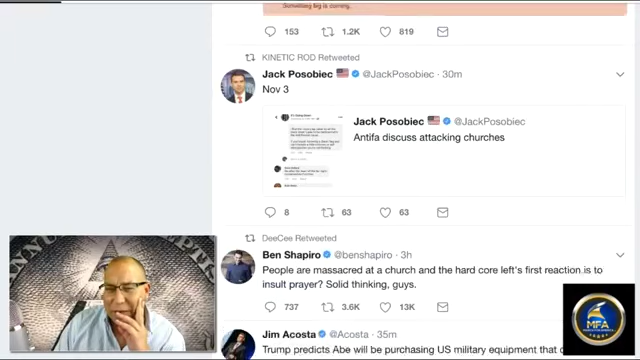 Something big is coming.
153 1.2K 819
KINETIC ROD Retweeted
Jack Posobiec @JackPosobiec · 30m
Nov 3
Jack Posobiec @JackPosobiec
Antifa discuss attacking churches
8 63 63
DeeCee Retweeted
Ben Shapiro @benshapiro · 3h
People are massacred at a church and the hard core left's first reaction is to
insult prayer? Solid thinking, guys.
737 3.6K 13K
Jim Acosta @Acosta · 35m
Trump predicts Abe will be purchasing US military equipment that
ANNUIT
COEPTIS
MFA